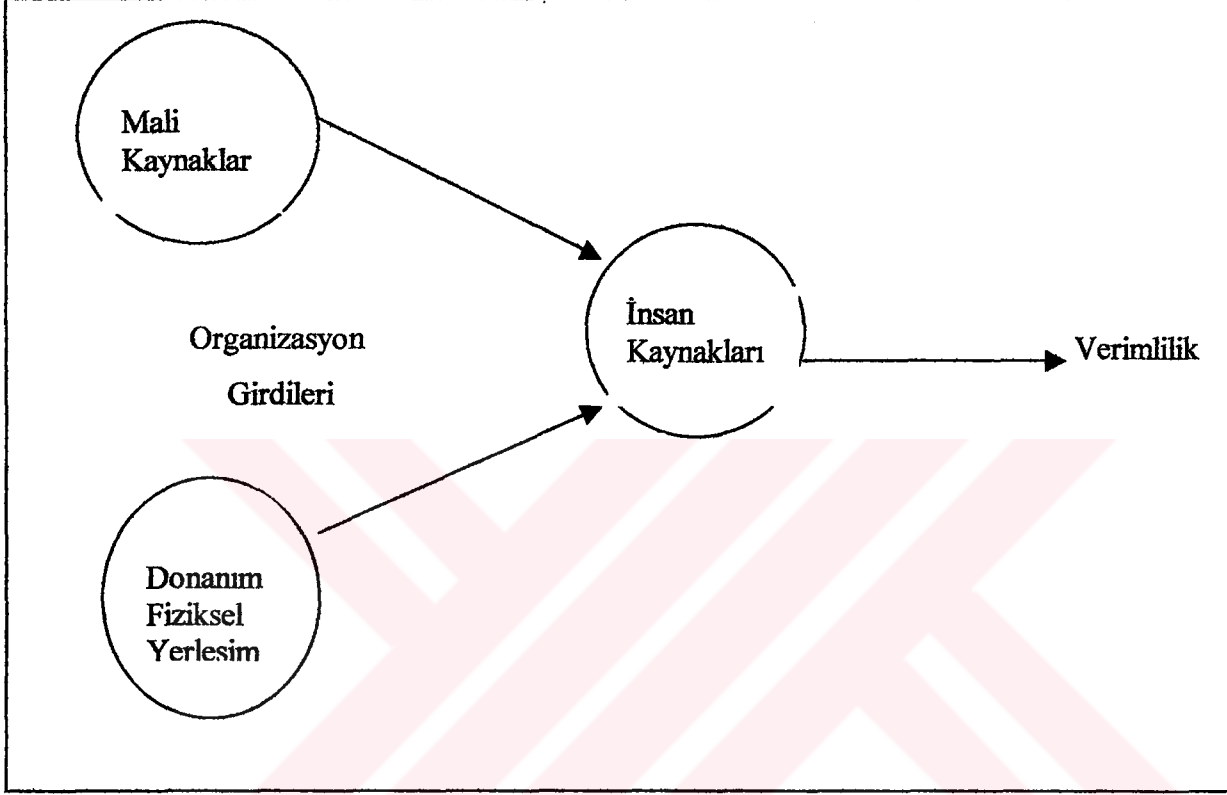 Mali
Kaynaklar
Organizasyon
Girdileri
İnsan
Kaynakları
Verimlilik
Donanım
Fiziksel
Yerlesim